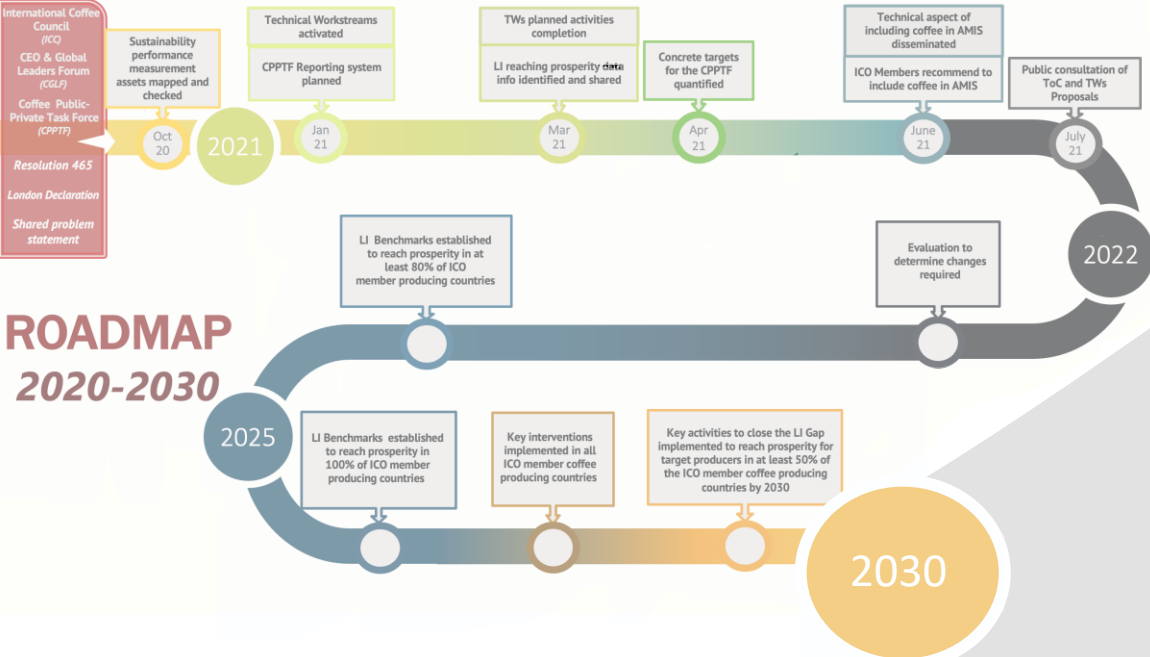 International Coffee
Council
(ICC)
CEO & Global
Leaders Forum
(CGLF)
Coffee Public-
Private Task Force
(CPPTF)
Resolution 465
London Declaration
Shared problem
statement
Sustainability
performance
measurement
assets mapped and
checked
Technical Workstreams
activated
CPPTF Reporting system
planned
TWs planned activities
completion
LI reaching prosperity data
info identified and shared
Concrete targets
for the CPPTF
quantified
Technical aspect of
including coffee in AMIS
disseminated
ICO Members recommend to
include coffee in AMIS
Public consultation of
ToC and TWs
Proposals
Oct
20
2021
Jan
21
Mar
21
Apr
21
June
21
July
21
2022
LI Benchmarks established
to reach prosperity in at
least 80% of ICO
member producing countries
Evaluation to
determine changes
required
ROADMAP
2020-2030
2025
LI Benchmarks established
to reach prosperity in
100% of ICO member
producing countries
Key interventions
implemented in all
ICO member coffee
producing countries
Key activities to close the LI Gap
implemented to reach prosperity for
target producers in at least 50% of
the ICO member coffee producing
countries by 2030
2030